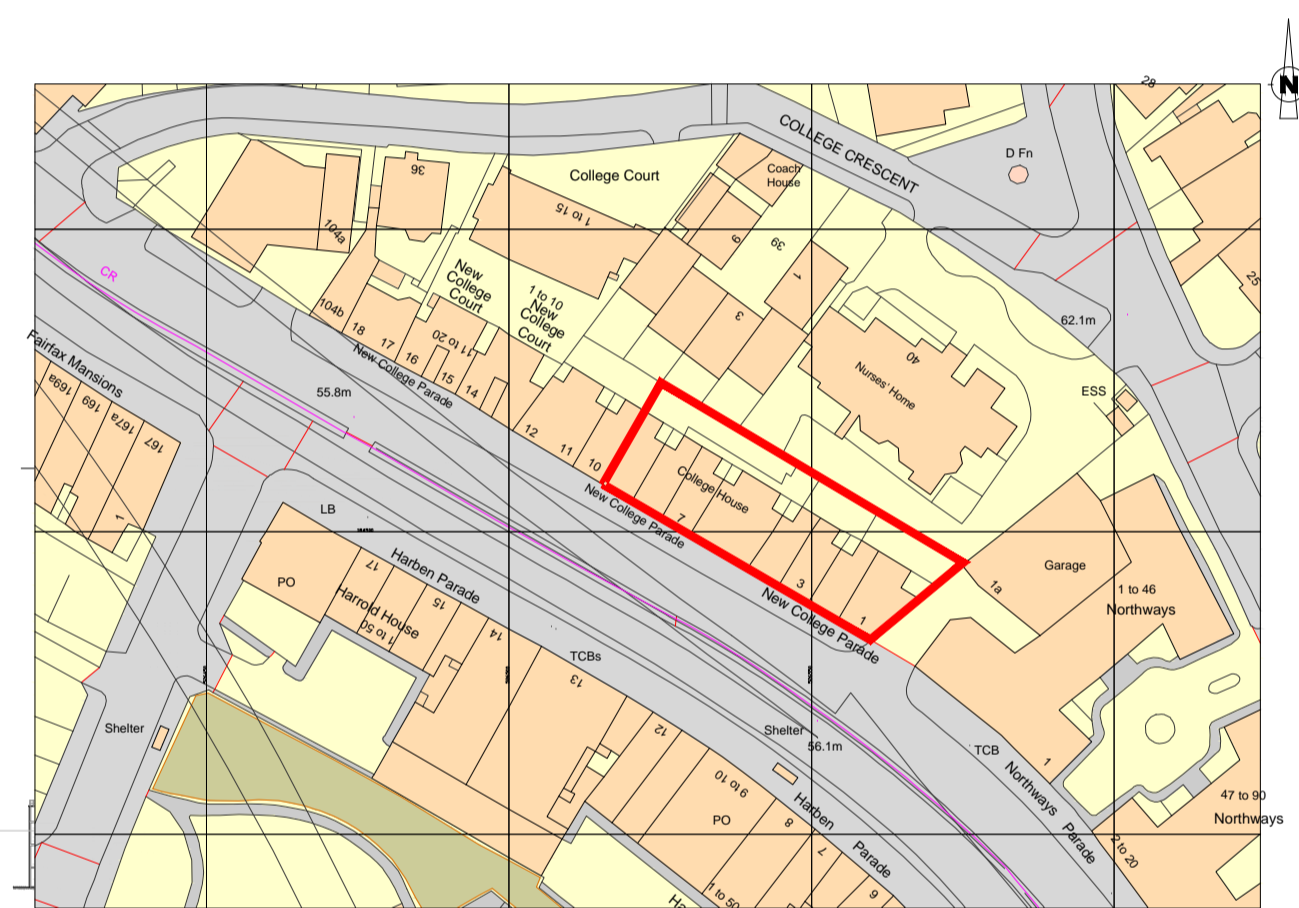 N
28
COLLEGE CRESCENT
D Fn
College Court
Coach
House
36
1 to 15
104a
9
39
1
CR
New
College
Court
1 to 10
New
College
Court
25
62.1m
3
40
Nurses' Home
ESS
104b
18
17
16
11 to 20
15
14
New College Parade
Fairfax Mansions
169a
169
167a
167
1
55.8m
12
11
10
College House
7
New College Parade
3
1
New College Parade
1a
Garage
1 to 46
Northways
LB
PO
17
Harben Parade
Harrold House
1 to 50
15
14
TCBs
13
Shelter
12
Shelter
56.1m
TCB
1
Northways
Parade
47 to 90
Northways
2 to 20
9 to 10
PO
8
Harben
Parade
7
6
1 to 50
Ha